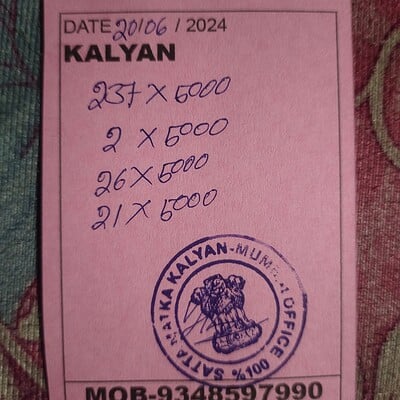 DATE 20/06 / 2024
KALYAN
237 X 5000
2 X 5000
26 X 5000
21 X 5000
SATTA MATKA KALYAN-MUM..I OFFICE %100
MOB-9348597990